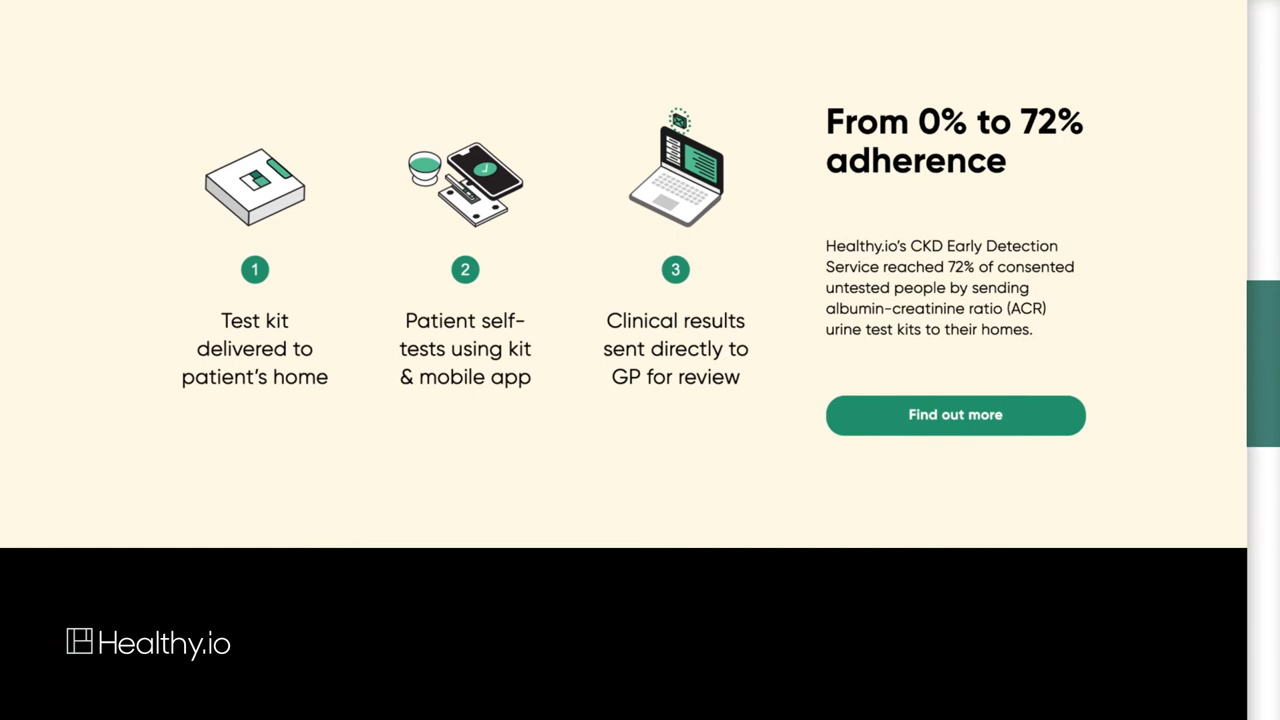 1
Test kit
delivered to
patient's home
2
Patient self-
tests using kit
& mobile app
3
Clinical results
sent directly to
GP for review
From 0% to 72%
adherence
Healthy.io's CKD Early Detection
Service reached 72% of consented
untested people by sending
albumin-creatinine ratio (ACR)
urine test kits to their homes.
Find out more
Healthy.io